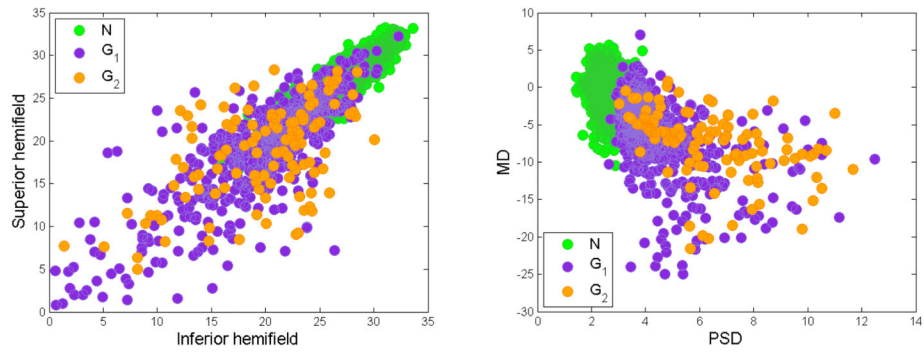 35
30
25
20
15
10
5
0
0 5 10 15 20 25 30 35
Superior hemifield
Inferior hemifield
N
G₁
G₂
10
5
0
-5
-10
-15
-20
-25
-30
0 2 4 6 8 10 12 14
MD
PSD
N
G₁
G₂